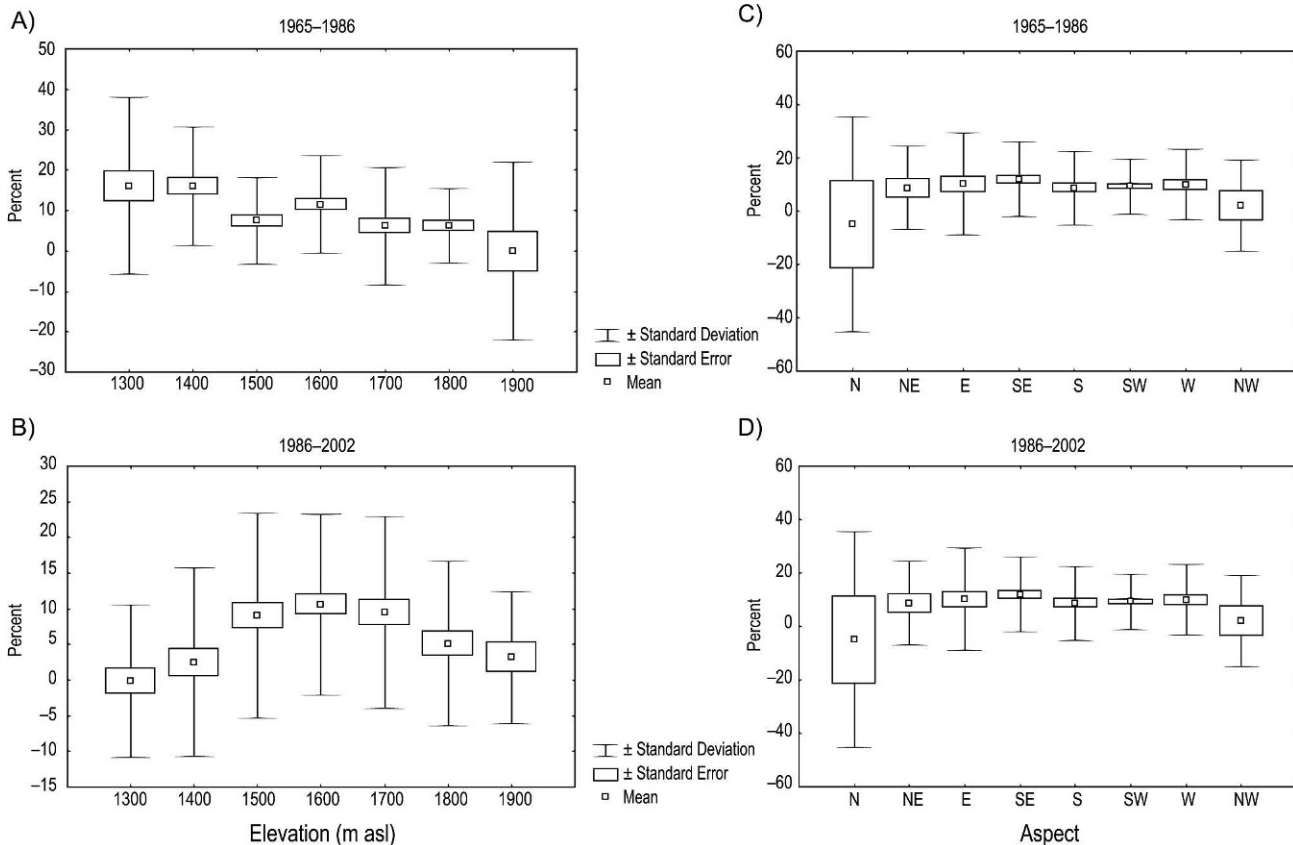 A)
1965–1986
Percent
50
40
30
20
10
0
–10
–20
–30
1300 1400 1500 1600 1700 1800 1900
± Standard Deviation
± Standard Error
Mean
C)
1965–1986
Percent
60
40
20
0
–20
–40
–60
N NE E SE S SW W NW
B)
1986–2002
Percent
30
25
20
15
10
5
0
–5
–10
–15
1300 1400 1500 1600 1700 1800 1900
Elevation (m asl)
± Standard Deviation
± Standard Error
Mean
D)
1986–2002
Percent
60
40
20
0
–20
–40
–60
N NE E SE S SW W NW
Aspect